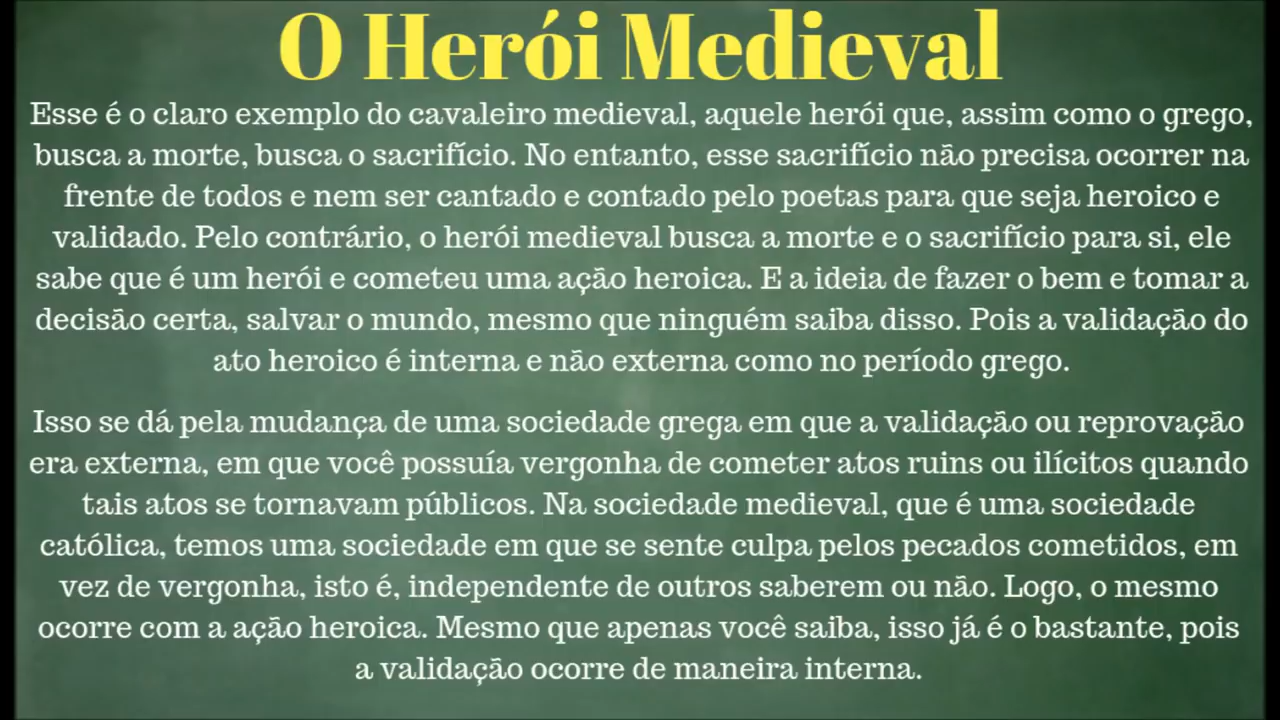 O Herói Medieval
Esse é o claro exemplo do cavaleiro medieval, aquele herói que, assim como o grego,
busca a morte, busca o sacrifício. No entanto, esse sacrifício não precisa ocorrer na
frente de todos e nem ser cantado e contado pelo poetas para que seja heroico e
validado. Pelo contrário, o herói medieval busca a morte e o sacrifício para si, ele
sabe que é um herói e cometeu uma ação heroica. E a ideia de fazer o bem e tomar a
decisão certa, salvar o mundo, mesmo que ninguém saiba disso. Pois a validação do
ato heroico é interna e não externa como no período grego.
Isso se dá pela mudança de uma sociedade grega em que a validação ou reprovação
era externa, em que você possuía vergonha de cometer atos ruins ou ilícitos quando
tais atos se tornavam públicos. Na sociedade medieval, que é uma sociedade
católica, temos uma sociedade em que se sente culpa pelos pecados cometidos, em
vez de vergonha, isto é, independente de outros saberem ou não. Logo, o mesmo
ocorre com a ação heroica. Mesmo que apenas você saiba, isso já é o bastante, pois
a validação ocorre de maneira interna.